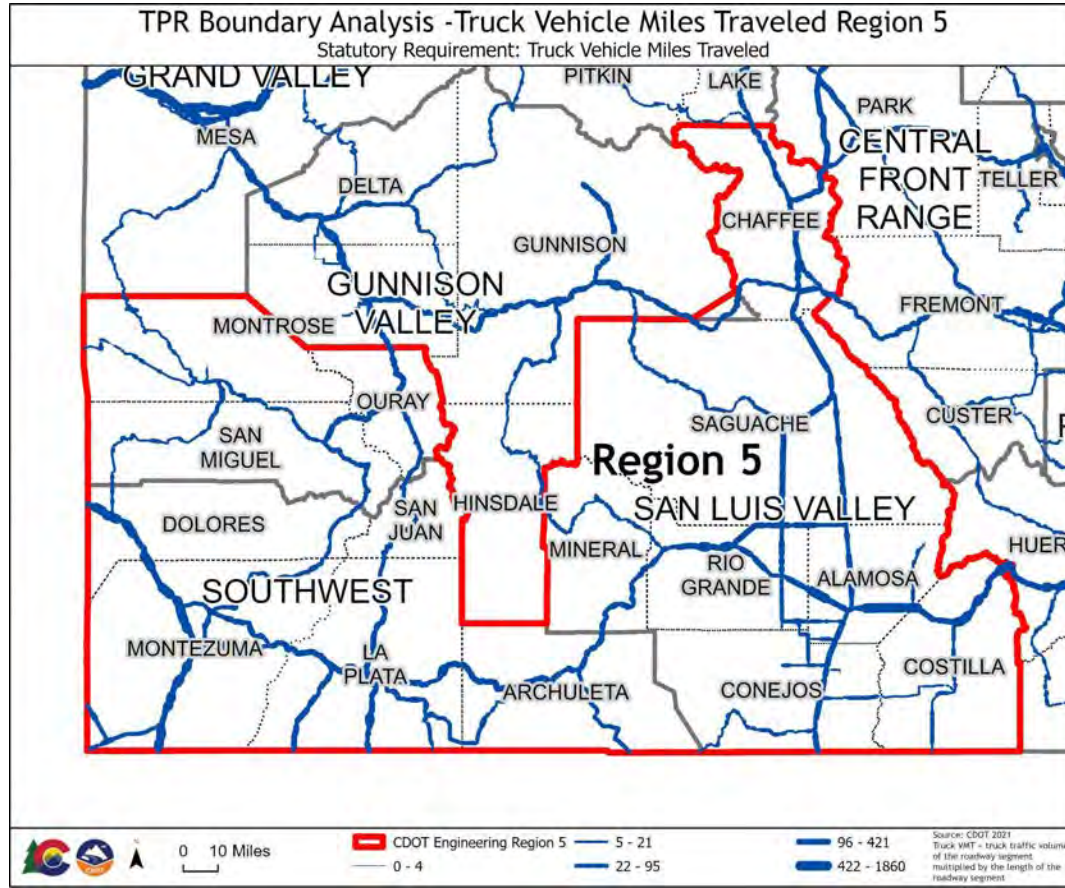 TPR Boundary Analysis -Truck Vehicle Miles Traveled Region 5
Statutory Requirement: Truck Vehicle Miles Traveled
GRAND VALLEY
PITKIN
LAKE
PARK
MESA
CENTRAL
FRONT
RANGE
TELLER
DELTA
CHAFFEE
GUNNISON
GUNNISON
VALLEY
FREMONT
MONTROSE
OURAY
CUSTER
SAGUACHE
SAN
MIGUEL
Region 5
SAN LUIS VALLEY
HINSDALE
DOLORES
SAN
JUAN
MINERAL
HUER
RIO
GRANDE
ALAMOSA
SOUTHWEST
MONTEZUMA
LA
PLATA
COSTILLA
ARCHULETA
CONEJOS
CDOT
N
0 10 Miles
CDOT Engineering Region 5
0 - 4
5 - 21
22 - 95
96 - 421
422 - 1860
Source: CDOT 2021
Truck VMT - truck traffic volume
of the roadway segment
multiplied by the length of the
roadway segment